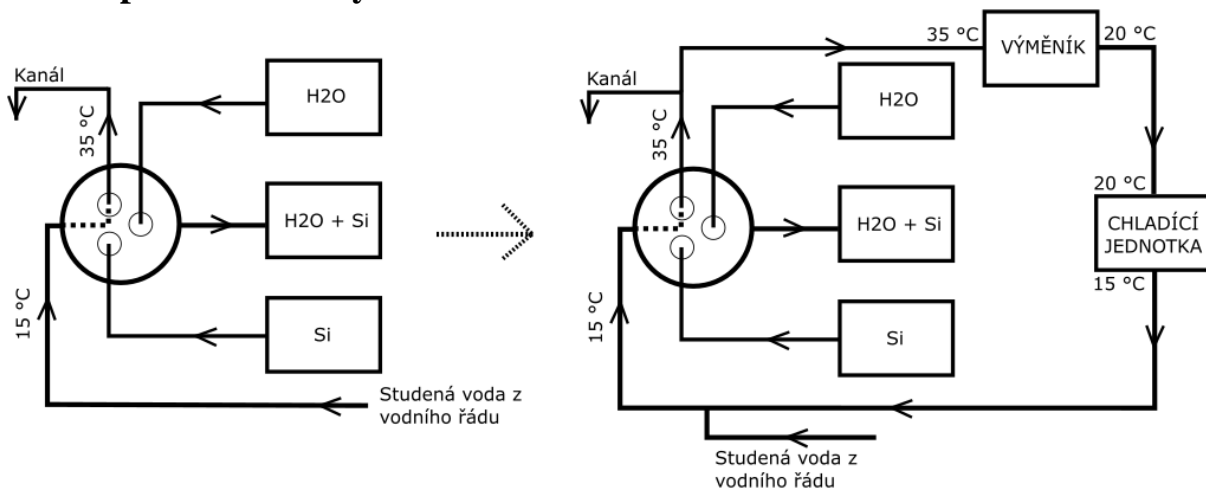 Kanál
35 °C
H2O
H2O + Si
15 °C
Si
Studená voda z
vodního řádu
35 °C
VÝMĚNÍK
20 °C
Kanál
35 °C
H2O
20 °C
H2O + Si
CHLADÍCÍ
JEDNOTKA
15 °C
15 °C
Si
Studená voda z
vodního řádu